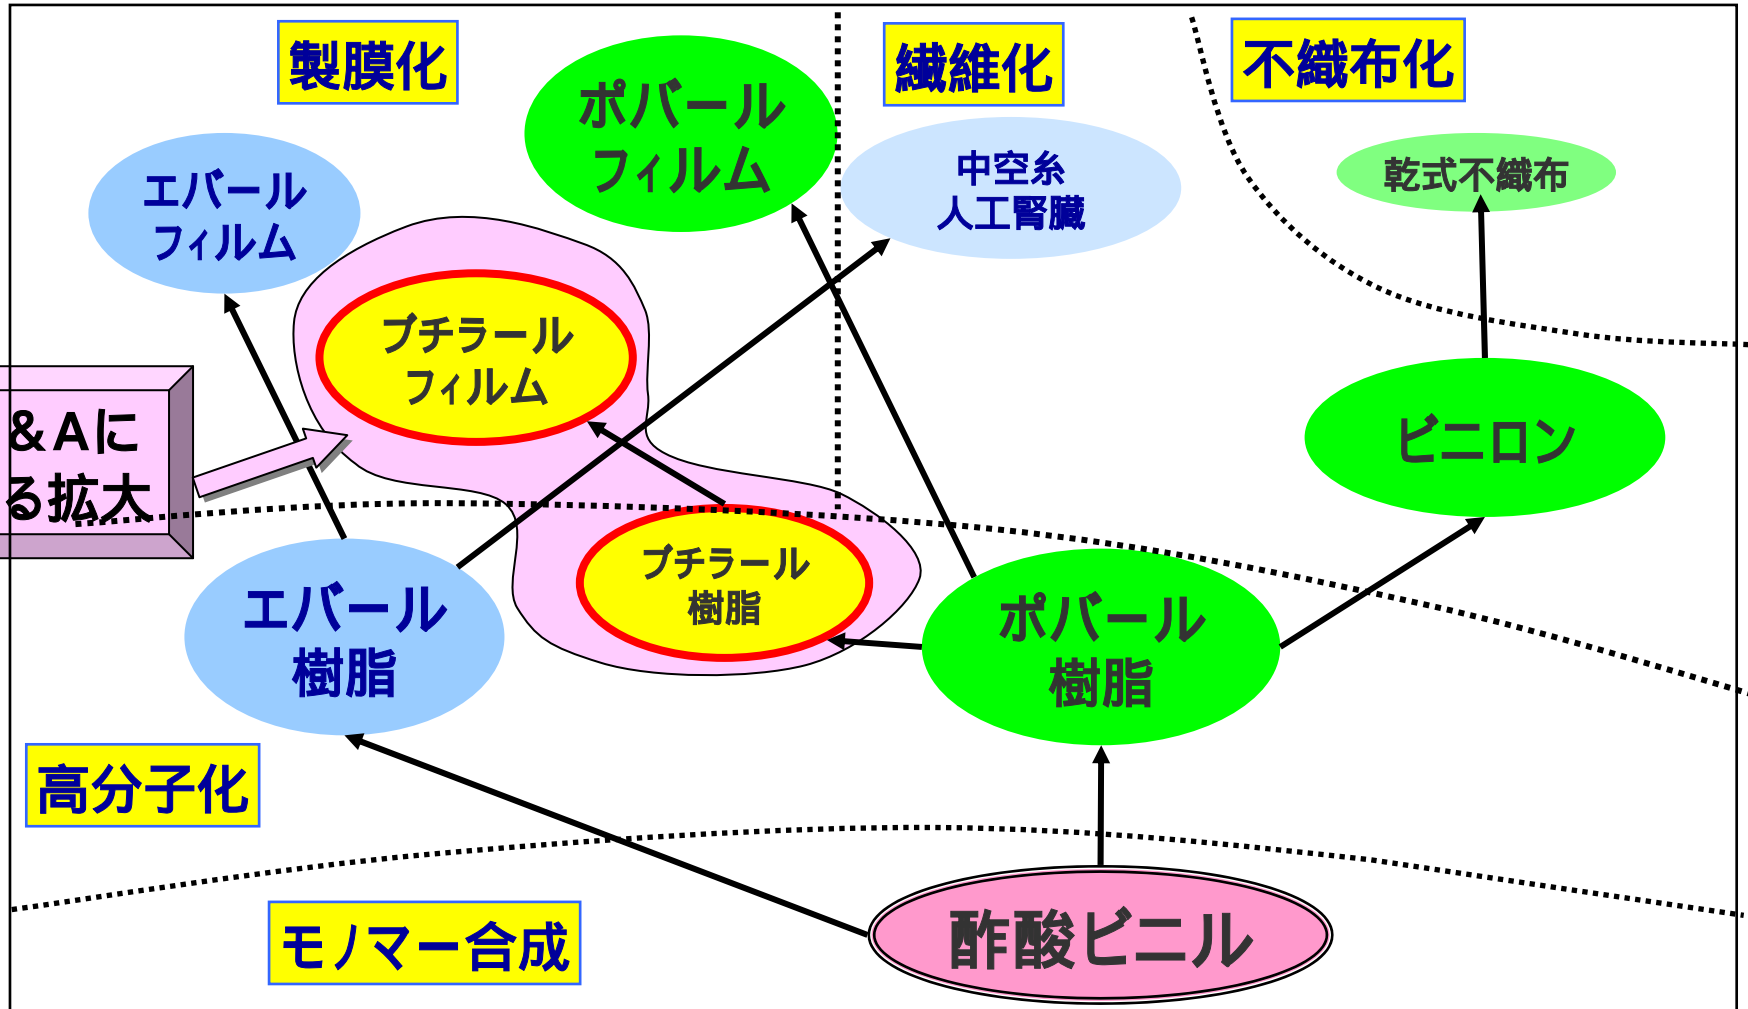 製膜化
繊維化
不織布化
ポバール
フィルム
エバール
フィルム
中空糸
人工腎臓
乾式不織布
ブチラール
フィルム
&Aに
る拡大
ビニロン
ブチラール
樹脂
エバール
樹脂
ポバール
樹脂
高分子化
モノマー合成
酢酸ビニル